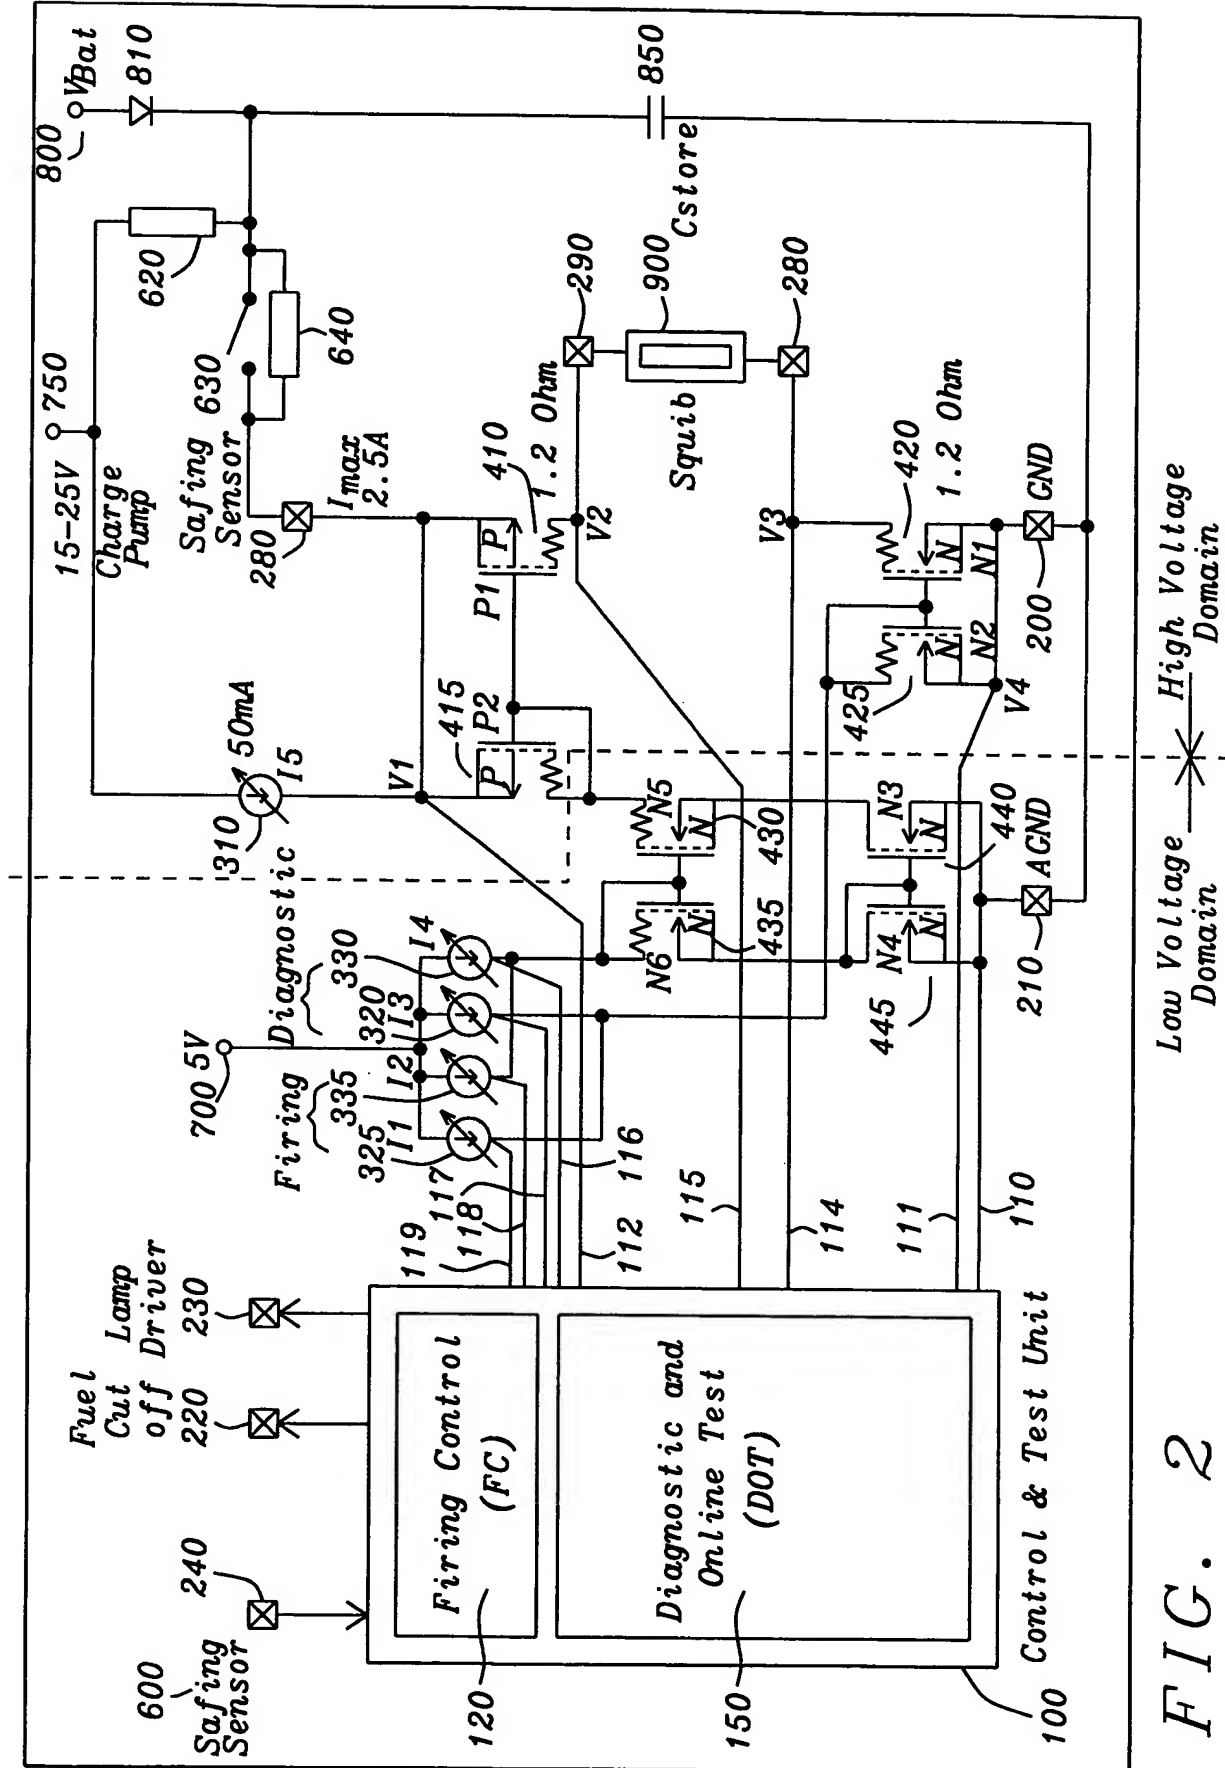 800
VBat
810
15-25V
750
Charge
Pump
620
630
640
Safing
Sensor
280
Imax
2.5A
850
Cstore
310
50mA
I5
V1
415
P2
P
P1
P
410
1.2 Ohm
V2
290
900
Squib
280
V3
700 5V
Firing
Diagnostic
325
335
320
330
I1
I2
I3
I4
N5
N
430
N6
N
435
N3
N
440
N4
N
445
425
N
N2
420
1.2 Ohm
N
N1
V4
200
GND
210
AGND
Low Voltage
Domain
High Voltage
Domain
119
118
117
116
112
115
114
111
110
600
Safing
Sensor
240
Fuel
Cut
off
220
Lamp
Driver
230
Firing Control
(FC)
120
Diagnostic and
Online Test
(DOT)
150
Control & Test Unit
100
FIG. 2